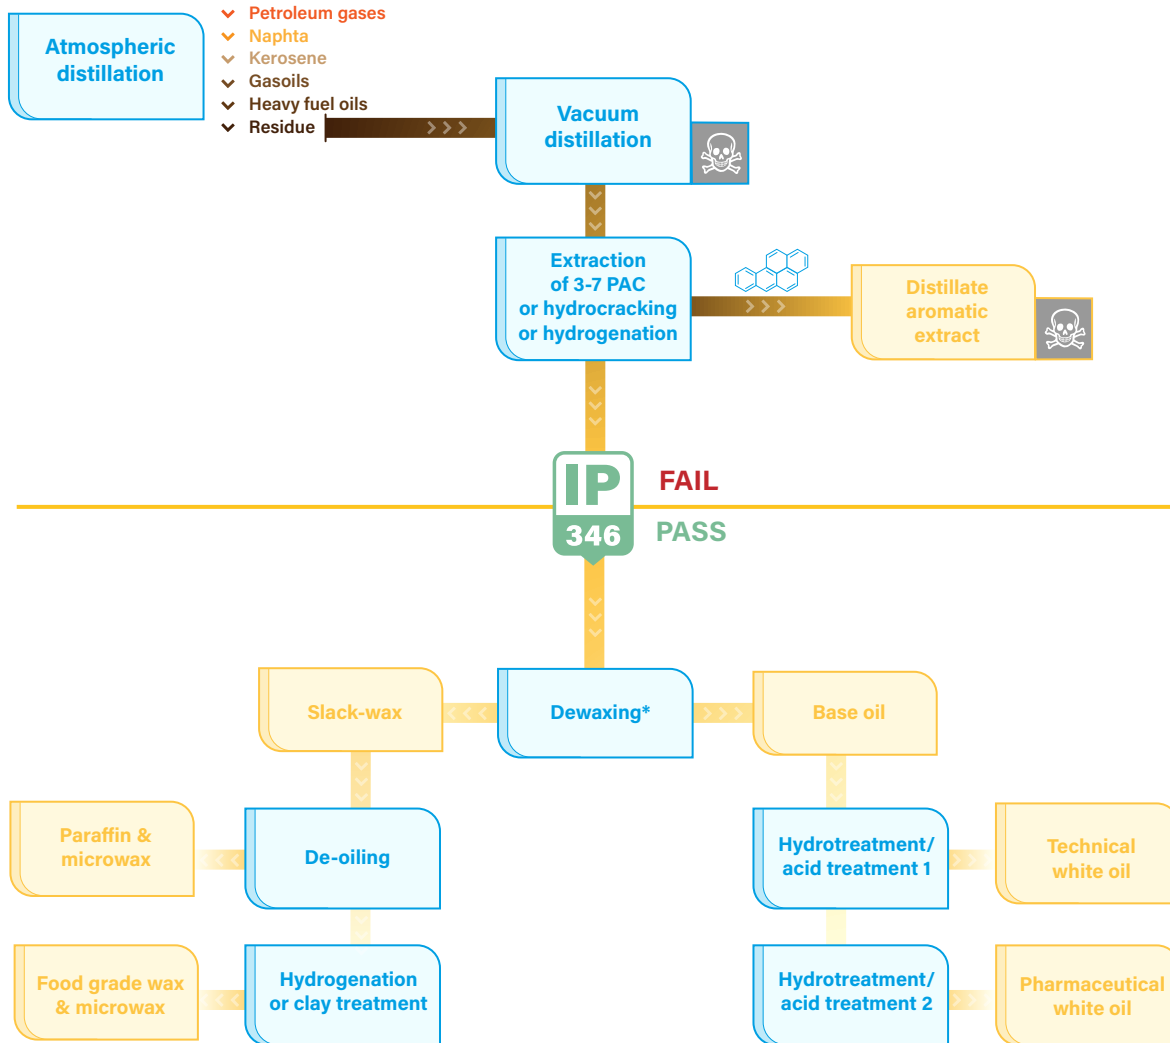 Atmospheric
distillation
Petroleum gases
Naphta
Kerosene
Gasoils
Heavy fuel oils
Residue
Vacuum
distillation
Extraction
of 3-7 PAC
or hydrocracking
or hydrogenation
Distillate
aromatic
extract
IP
346
FAIL
PASS
Slack-wax
Dewaxing*
Base oil
Paraffin &
microwax
De-oiling
Hydrotreatment/
acid treatment 1
Technical
white oil
Food grade wax
& microwax
Hydrogenation
or clay treatment
Hydrotreatment/
acid treatment 2
Pharmaceutical
white oil